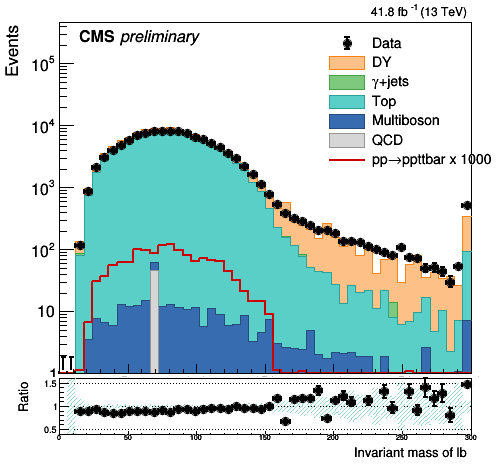 41.8 fb⁻¹ (13 TeV)
CMS preliminary
Events
Data
DY
γ+jets
Top
Multiboson
QCD
pp→ppttbar x 1000
10⁵
10⁴
10³
10²
10
1
Ratio
1.5
1
0.5
0 50 100 150 200 250 300
Invariant mass of lb